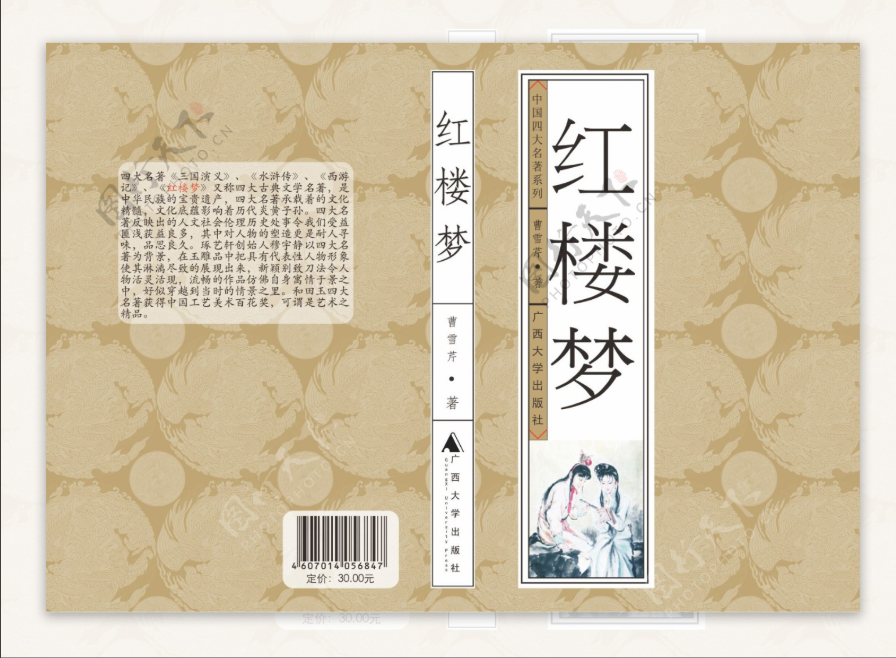 四大名著《三国演义》、《水浒传》、《西游
记》、《红楼梦》又称四大古典文学名著，是
中华民族的宝贵遗产，四大名著承载着的文化
精髓，文化底蕴影响着历代炎黄子孙。四大名
著反映出的人文社会伦理历史处事令我们受益
匪浅获益良多，其中对人物的塑造更是耐人寻
味，品思良久。琢艺轩创始人穆宇静以四大名
著为背景，在玉雕品中把具有代表性人物形象
使其淋漓尽致的展现出来，新颖别致刀法令人
物活灵活现，流畅的作品仿佛自身寓情于景之
中，好似穿越到当时的情景之里。和田玉四大
名著获得中国工艺美术百花奖，可谓是艺术之
精品。
4 607014 056847
定价：30.00元
红楼梦
曹雪芹·著
广西大学出版社
Guangxi University Press
中国四大名著系列
曹雪芹·著
广西大学出版社
红楼梦
定价：30.00元